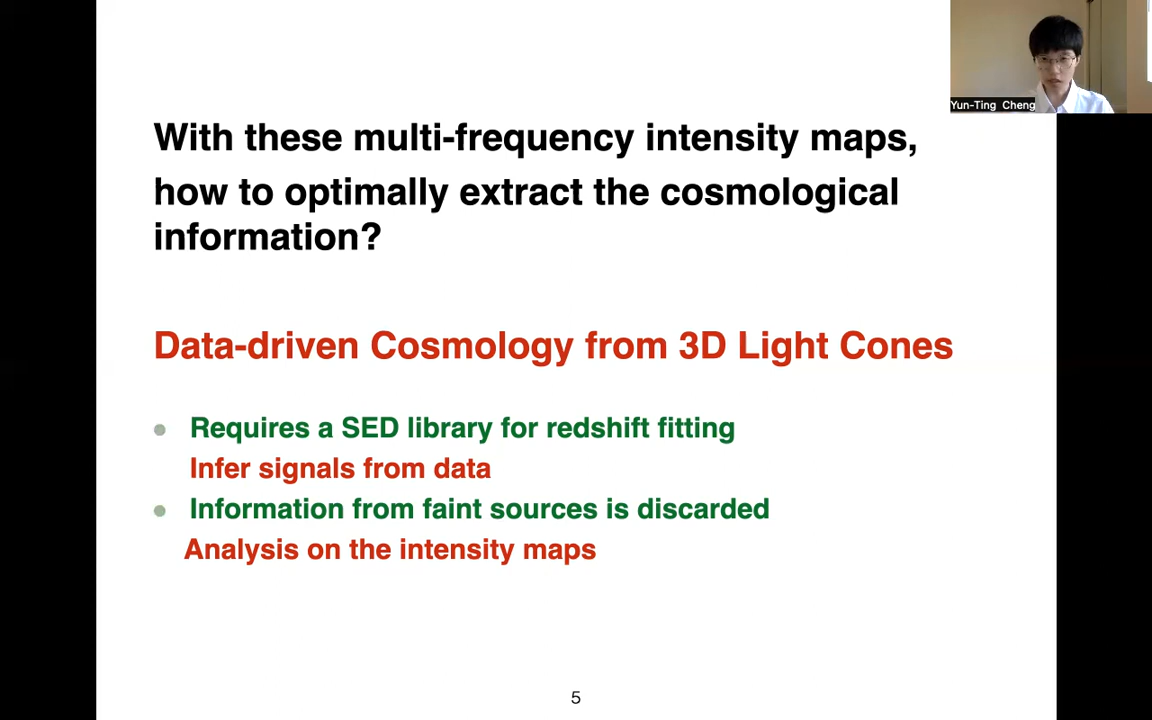 Yun-Ting Cheng
With these multi-frequency intensity maps,
how to optimally extract the cosmological
information?
Data-driven Cosmology from 3D Light Cones
Requires a SED library for redshift fitting
Infer signals from data
Information from faint sources is discarded
Analysis on the intensity maps
5